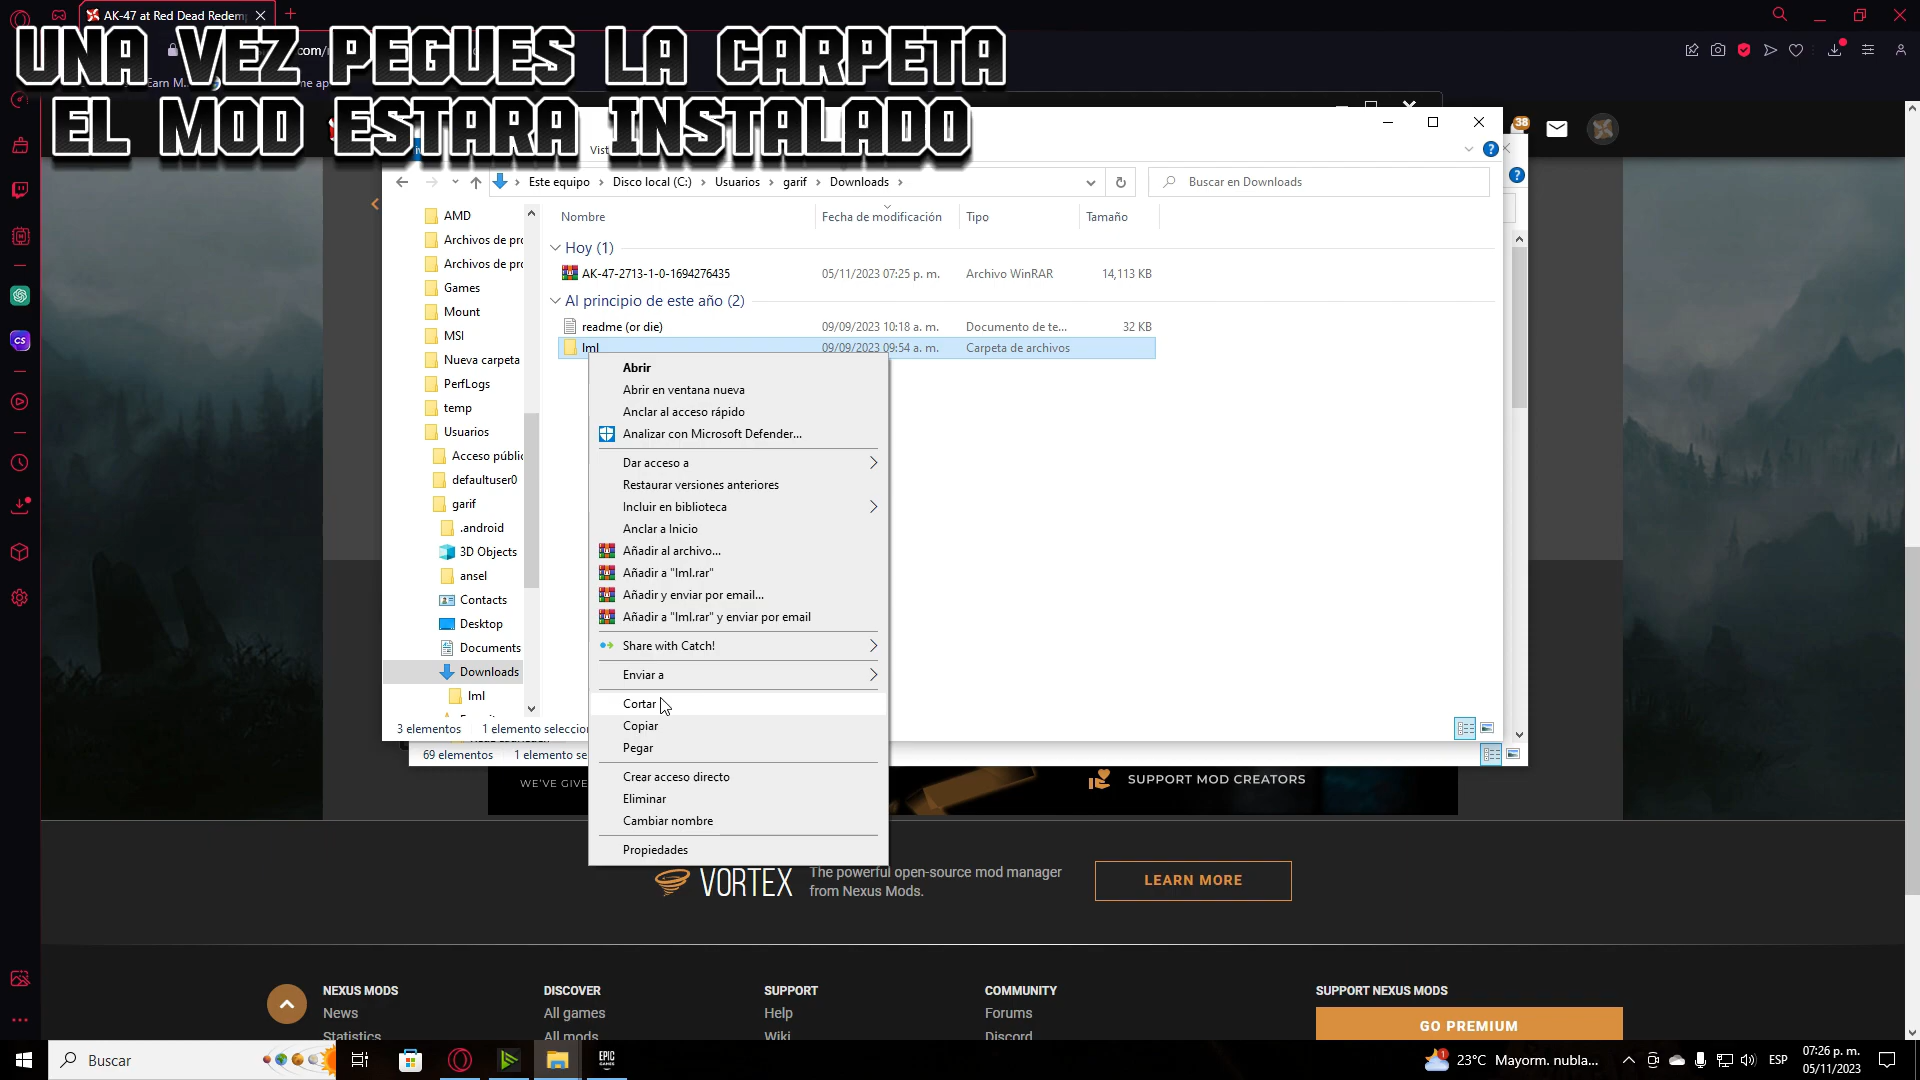 AK-47 at Red Dead Redem
UNA VEZ PEGUES LA CARPETA
EL MOD ESTARA INSTALADO
38
Este equipo > Disco local (C:) > Usuarios > garif > Downloads >
Buscar en Downloads
Nombre
Fecha de modificación
Tipo
Tamaño
AMD
Archivos de pro
Archivos de pro
Games
Mount
MSI
Nueva carpeta
PerfLogs
temp
Usuarios
Acceso públic
defaultuser0
garif
.android
3D Objects
ansel
Contacts
Desktop
Documents
Downloads
lml
Hoy (1)
AK-47-2713-1-0-1694276435 05/11/2023 07:25 p. m. Archivo WinRAR 14,113 KB
Al principio de este año (2)
readme (or die) 09/09/2023 10:18 a. m. Documento de te... 32 KB
lml 09/09/2023 09:54 a. m. Carpeta de archivos
Abrir
Abrir en ventana nueva
Anclar al acceso rápido
Analizar con Microsoft Defender...
Dar acceso a
Restaurar versiones anteriores
Incluir en biblioteca
Anclar a Inicio
Añadir al archivo...
Añadir a "lml.rar"
Añadir y enviar por email...
Añadir a "lml.rar" y enviar por email
Share with Catch!
Enviar a
Cortar
Copiar
Pegar
Crear acceso directo
Eliminar
Cambiar nombre
Propiedades
3 elementos 1 elemento seleccion
69 elementos 1 elemento se
WE'VE GIVE
SUPPORT MOD CREATORS
VORTEX
The powerful open-source mod manager
from Nexus Mods.
LEARN MORE
NEXUS MODS
News
Statistics
DISCOVER
All games
All mods
SUPPORT
Help
Wiki
COMMUNITY
Forums
Discord
SUPPORT NEXUS MODS
GO PREMIUM
Buscar
EPIC
GAMES
23°C Mayorm. nubla...
ESP
07:26 p. m.
05/11/2023